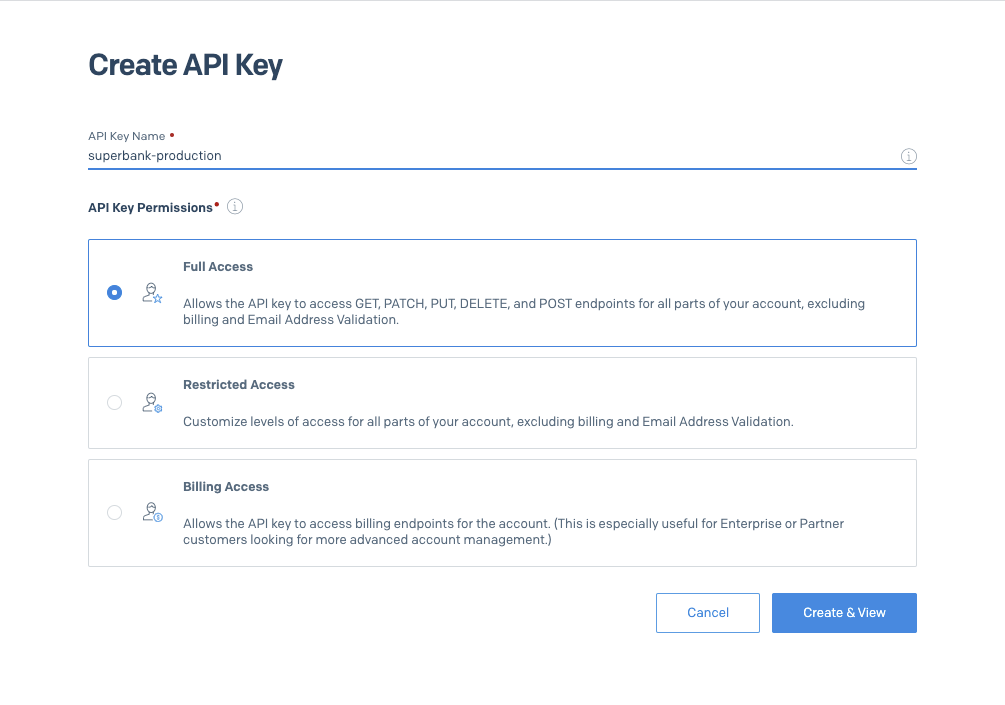 Create API Key
API Key Name
superbank-production
API Key Permissions
Full Access
Allows the API key to access GET, PATCH, PUT, DELETE, and POST endpoints for all parts of your account, excluding
billing and Email Address Validation.
Restricted Access
Customize levels of access for all parts of your account, excluding billing and Email Address Validation.
Billing Access
Allows the API key to access billing endpoints for the account. (This is especially useful for Enterprise or Partner
customers looking for more advanced account management.)
Cancel
Create & View